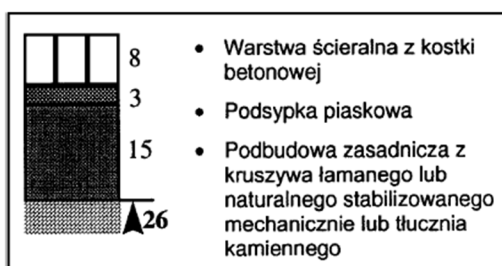 8
3
15
26
• Warstwa ścieralna z kostki
betonowej
• Podsypka piaskowa
• Podbudowa zasadnicza z
kruszywa łamanego lub
naturalnego stabilizowanego
mechanicznie lub tłucznia
kamiennego